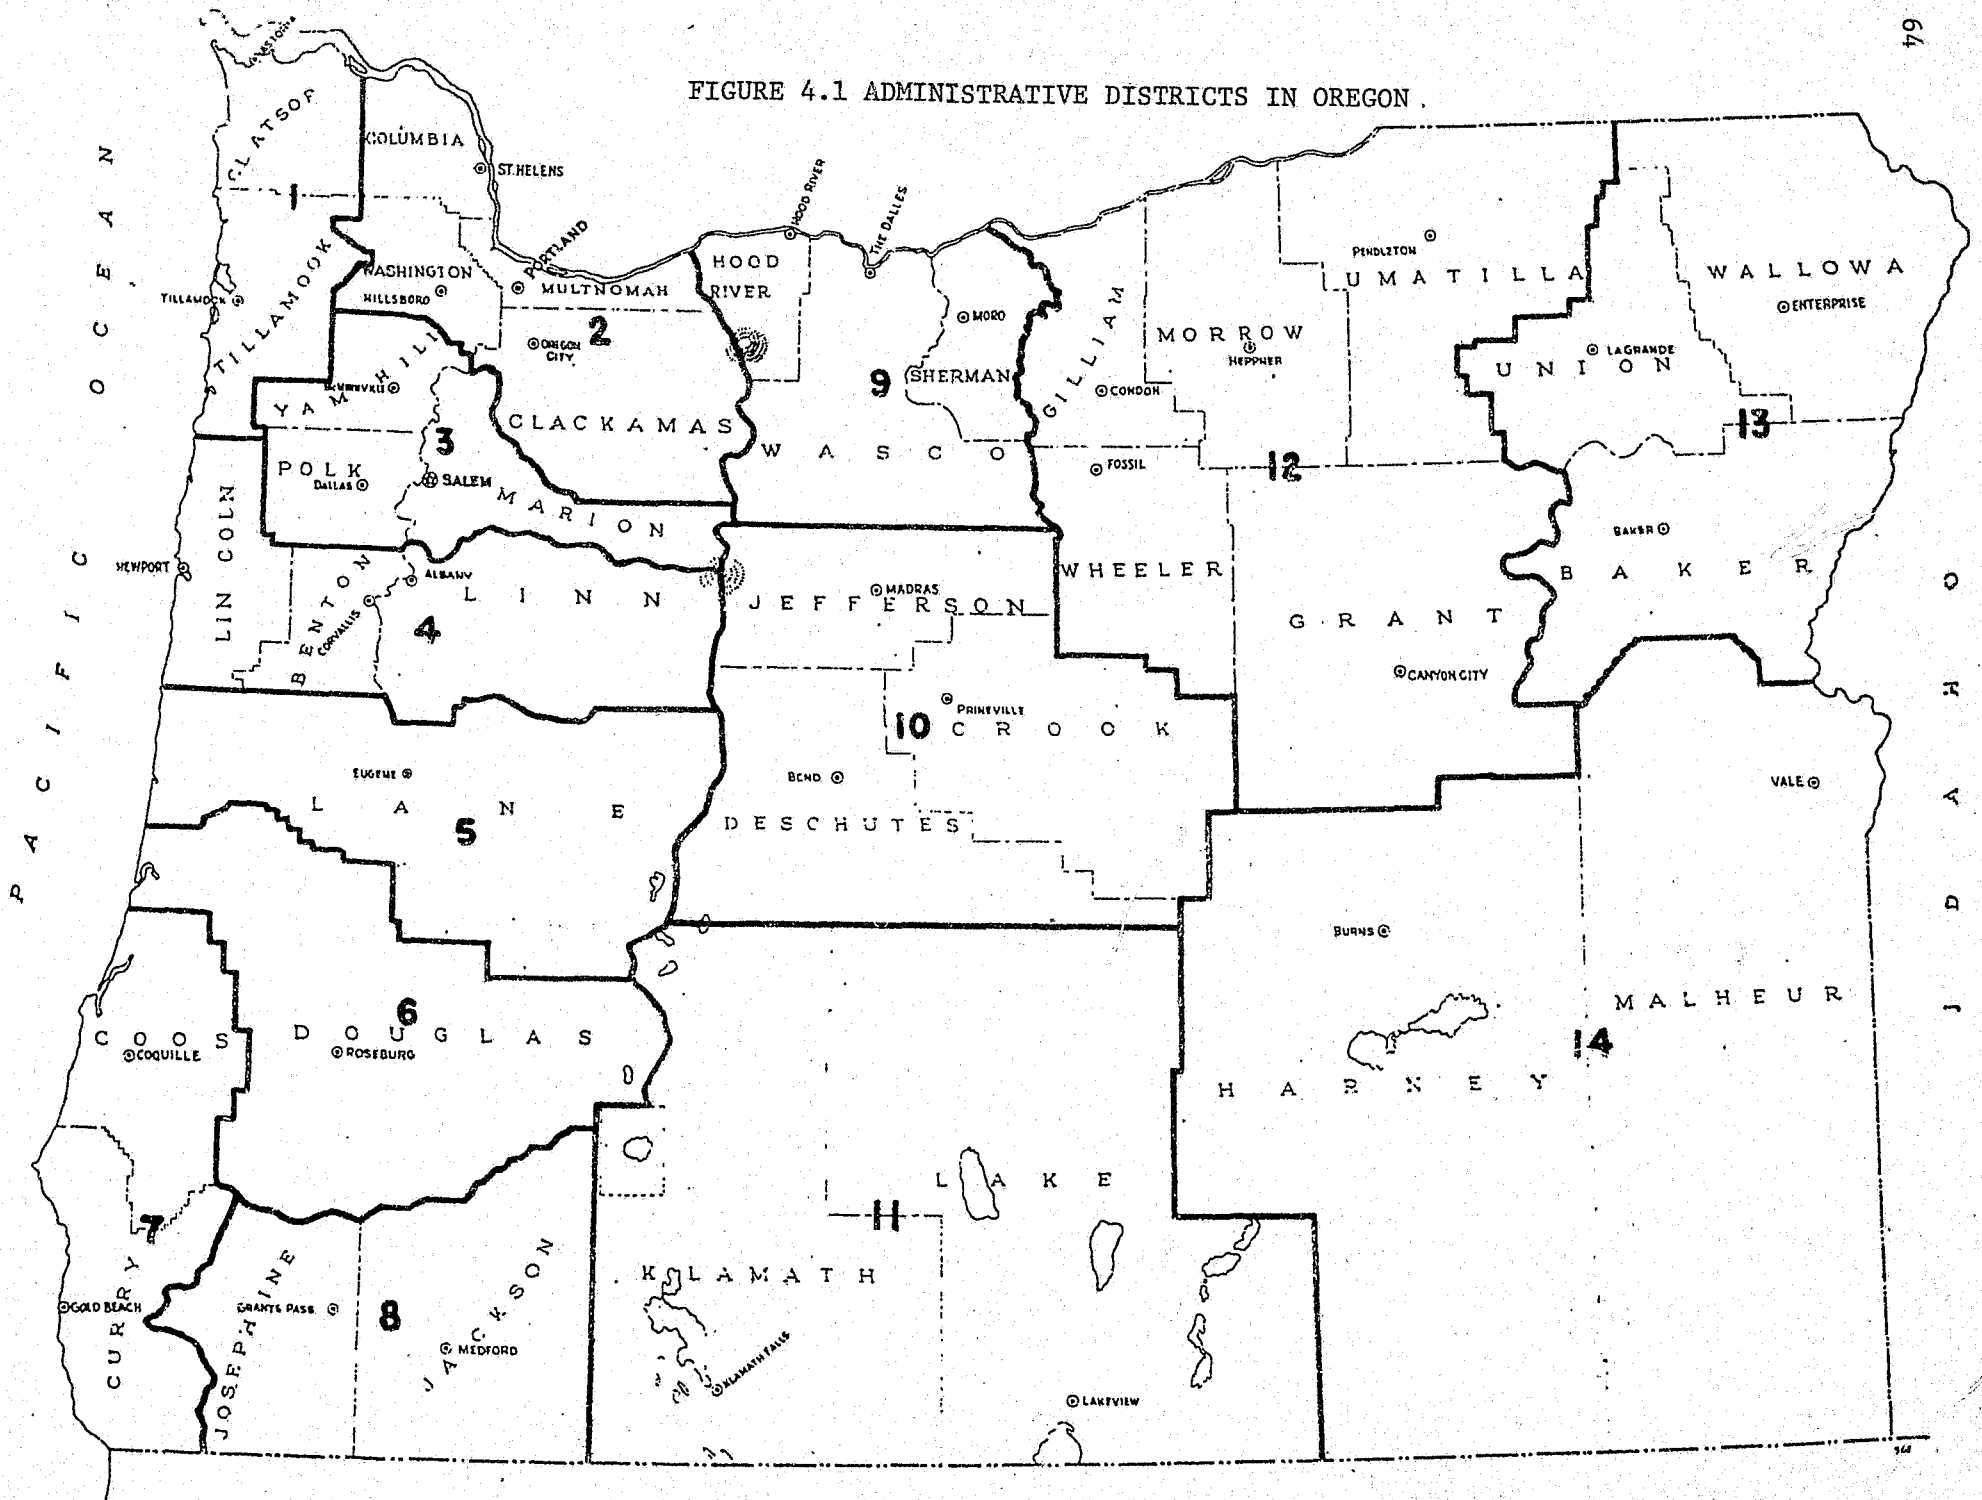 64
FIGURE 4.1 ADMINISTRATIVE DISTRICTS IN OREGON.
ASTORIA
CLATSOP
COLUMBIA
ST. HELENS
1
TILLAMOOK
TILLAMOOK
WASHINGTON
HILLSBORO
PORTLAND
MULTNOMAH
OREGON
CITY
2
CLACKAMAS
HOOD RIVER
THE DALLES
HOOD
RIVER
MORO
SHERMAN
9
WASCO
GILLIAM
CONDON
MORROW
HEPPNER
PENDLETON
UMATILLA
WALLOWA
ENTERPRISE
LAGRANDE
UNION
13
12
FOSSIL
WHEELER
GRANT
CANYON CITY
BAKER
BAKER
YAMHILL
3
POLK
DALLAS
SALEM
MARION
LINCOLN
NEWPORT
BENTON
CORVALLIS
ALBANY
LINN
4
JEFFERSON
MADRAS
PRINEVILLE
10
CROOK
BEND
DESCHUTES
EUGENE
LANE
5
VALE
BURNS
MALHEUR
14
HARNEY
6
COOS
COQUILLE
DOUGLAS
ROSEBURG
7
CURRY
GOLD BEACH
JOSEPHINE
GRANTS PASS
8
JACKSON
MEDFORD
LAKE
11
KLAMATH
KLAMATH FALLS
LAKEVIEW
PACIFIC OCEAN
IDAHO